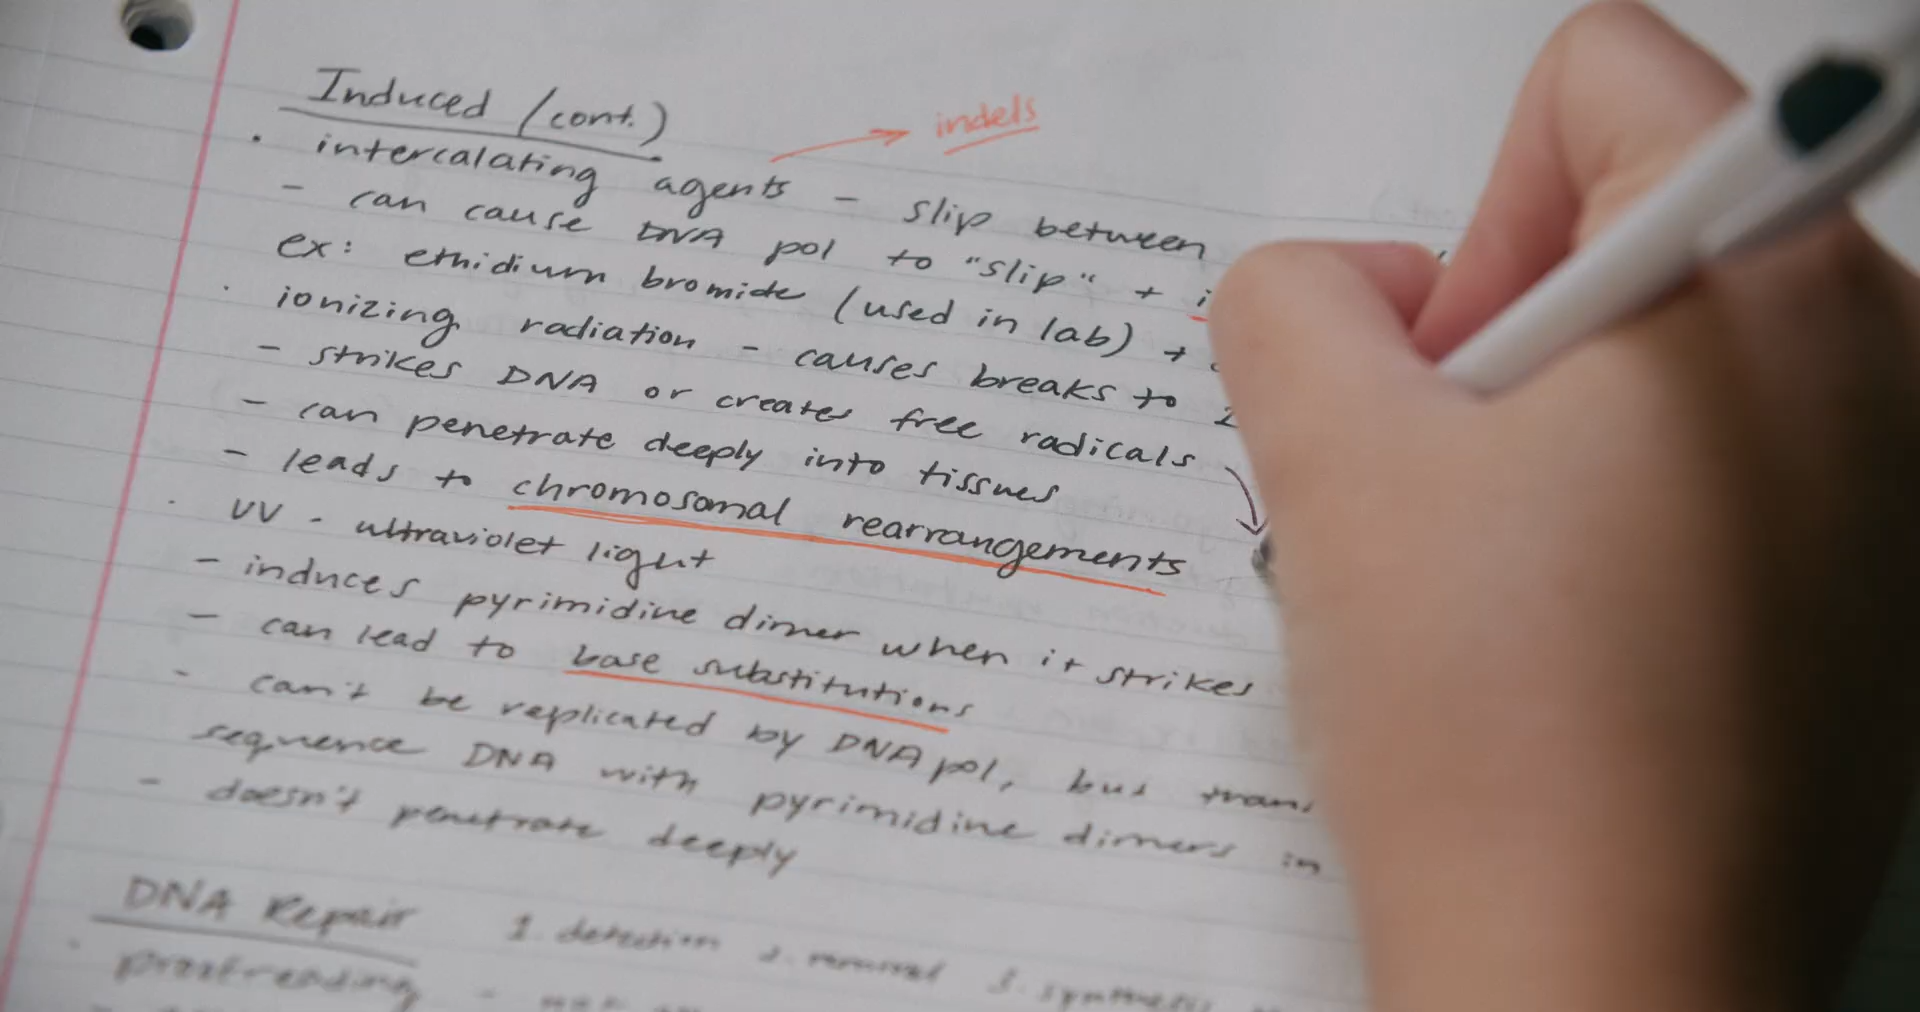 Induced (cont.)
indels
· intercalating agents - slip between
- can cause DNA pol to "slip" +
ex: ethidium bromide (used in lab) +
· ionizing radiation - causes breaks to
- strikes DNA or creates free radicals
- can penetrate deeply into tissues
- leads to chromosomal rearrangements
· UV - ultraviolet light
- induces pyrimidine dimer when it strikes
- can lead to base substitutions
- can't be replicated by DNA pol, but trans
sequence DNA with pyrimidine dimers in
- doesn't penetrate deeply
DNA Repair 1. detection 2. removal 3. synthesis
· proofreading -